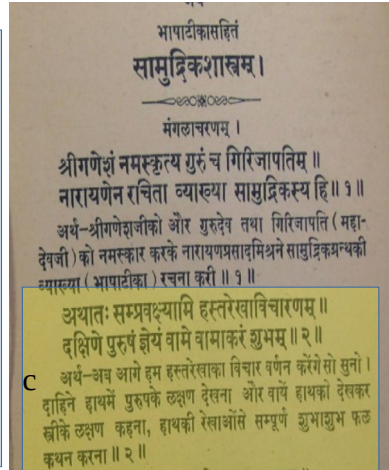 भाषाटीकासहितं
सामुद्रिकशास्त्रम् ।
मंगलाचरणम् ।
श्रीगणेशं नमस्कृत्य गुरुं च गिरिजापतिम् ॥
नारायणेन रचिता व्याख्या सामुद्रिकस्य हि ॥ १ ॥
अर्थ-श्रीगणेशजीको और गुरुदेव तथा गिरिजापति ( महा-
देवजी ) को नमस्कार करके नारायणप्रसादमिश्रने सामुद्रिकग्रन्थकी
व्याख्या ( भाषाटीका ) रचना करी ॥ १ ॥
अथातः सम्प्रवक्ष्यामि हस्तरेखाविचारणम् ॥
दक्षिणे पुरुषं ज्ञेयं वामे वामाकरं शुभम् ॥ २ ॥
C
अर्थ-अब आगे हम हस्तरेखाका विचार वर्णन करेंगे सो सुनो ।
दाहिने हाथमें पुरुषके लक्षण देखना और वायें हाथको देखकर
स्त्रीके लक्षण कहना, हाथकी रेखाओंसे सम्पूर्ण शुभाशुभ फल
कथन करना ॥ २ ॥